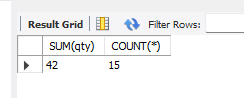 Result Grid Filter Rows:
SUM(qty) COUNT(*)
42 15